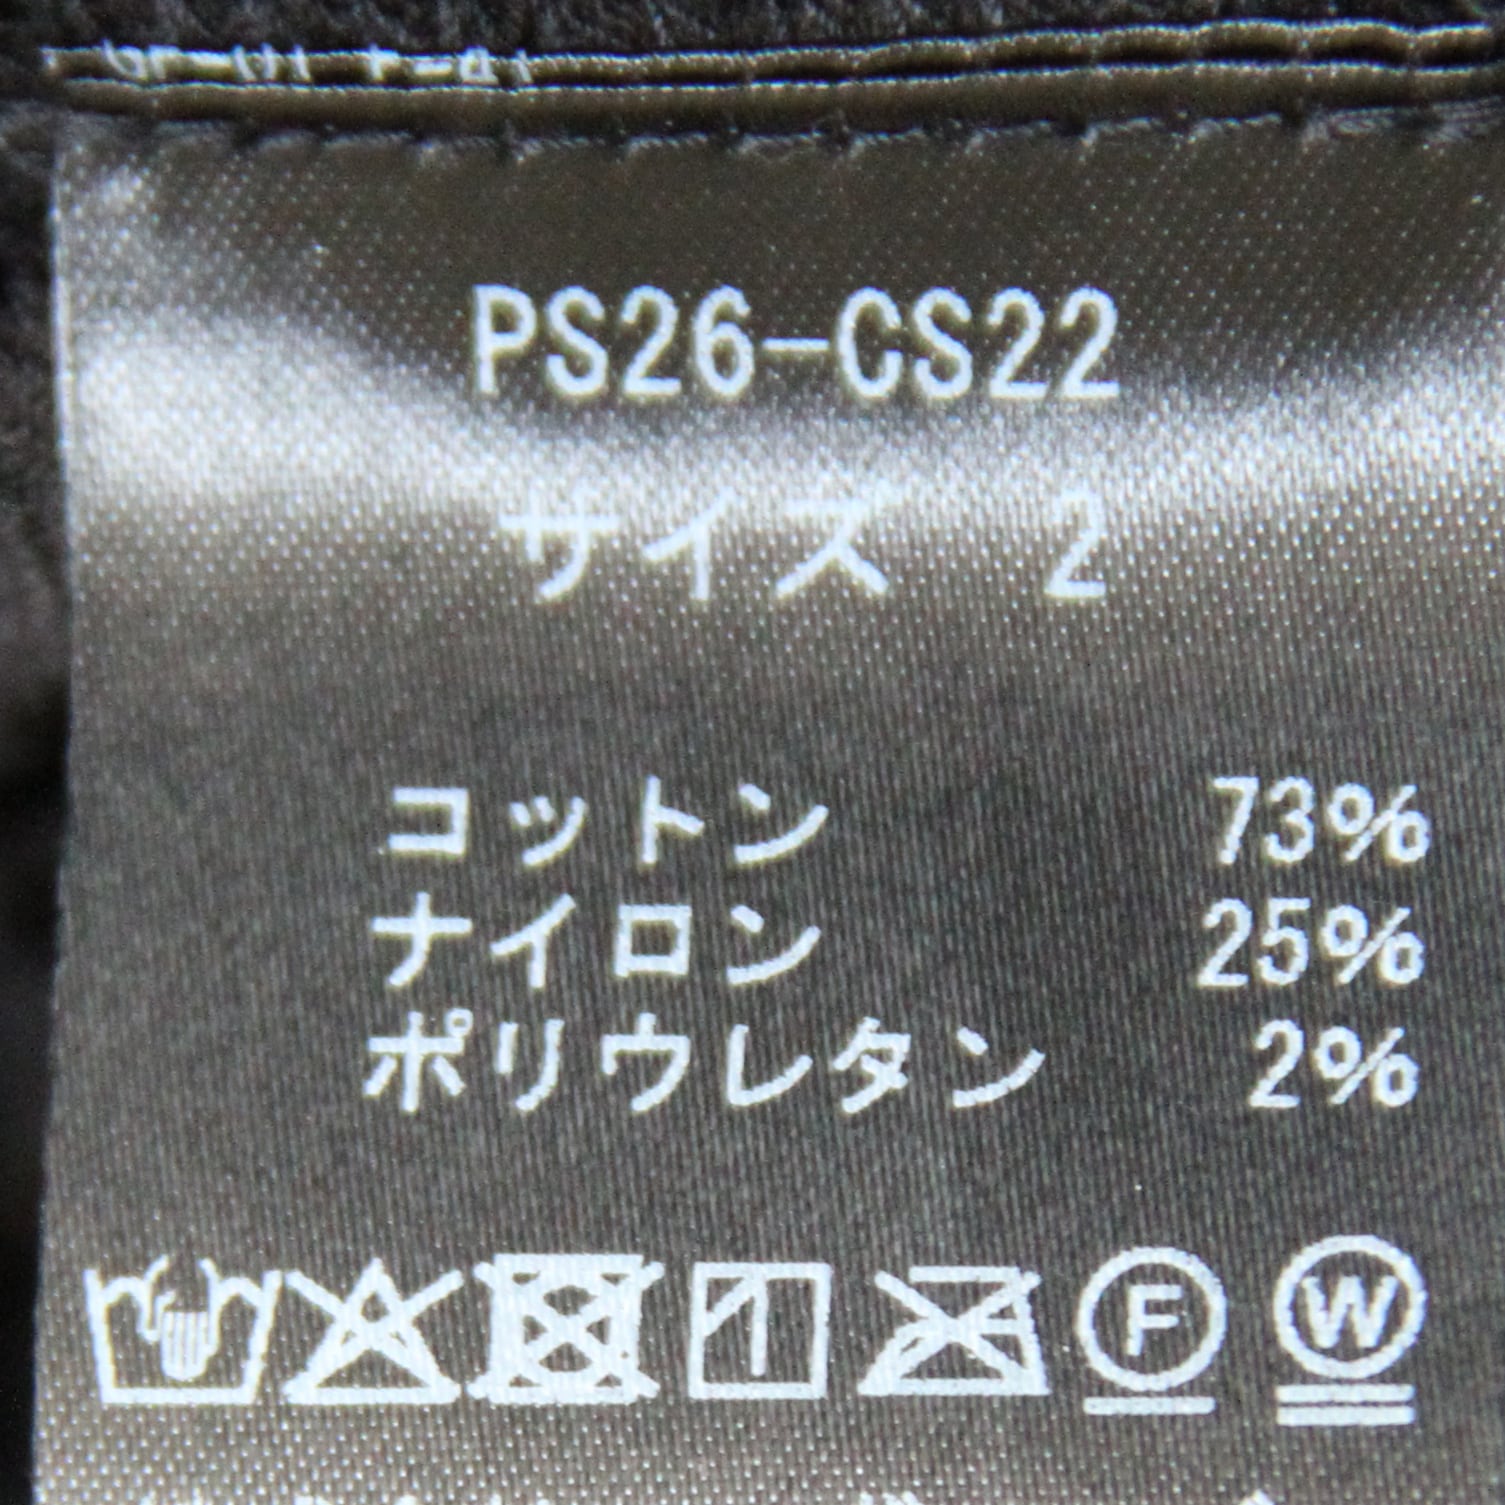 PS26-CS22
サイズ 2
コットン 73%
ナイロン 25%
ポリウレタン 2%
F W